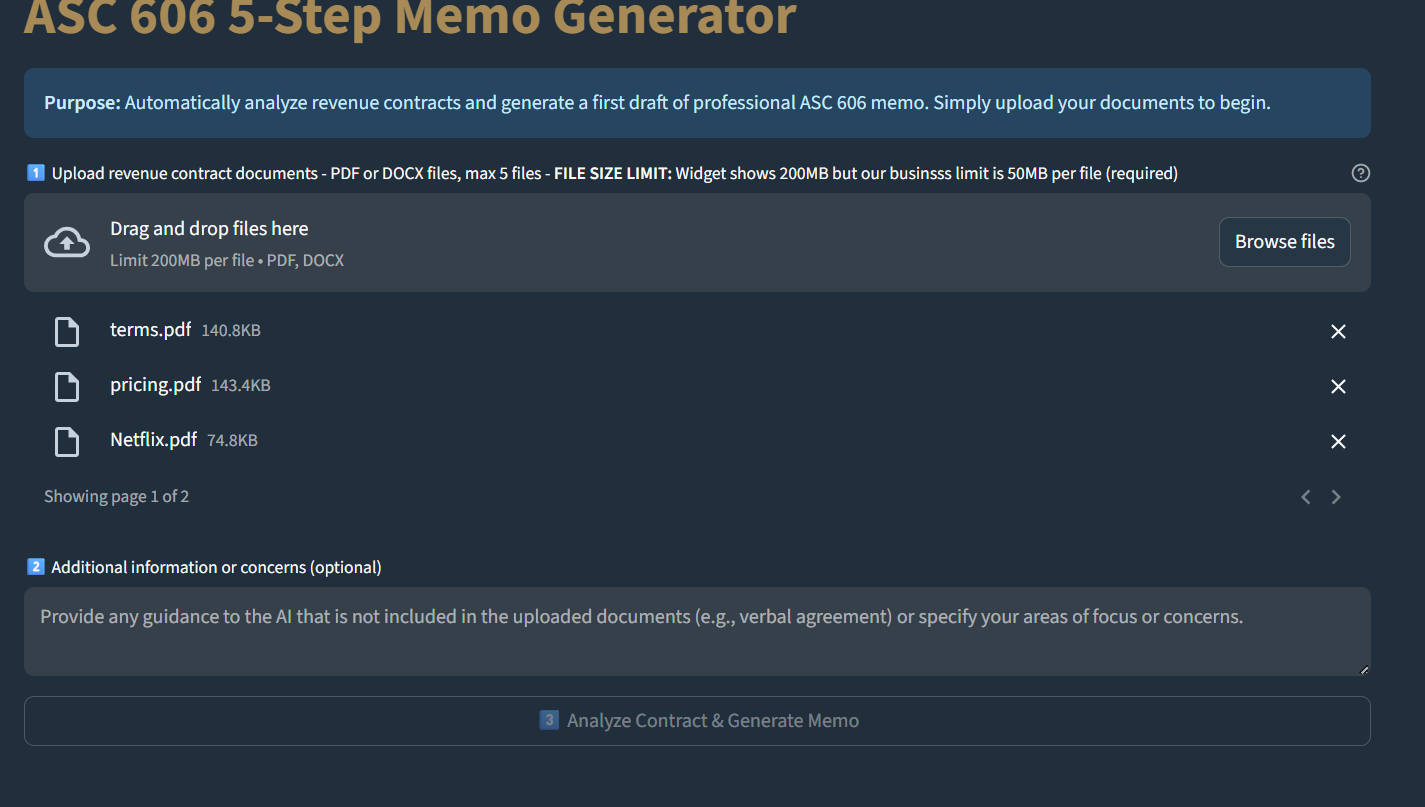 ASC 606 5-Step Memo Generator
Purpose: Automatically analyze revenue contracts and generate a first draft of professional ASC 606 memo. Simply upload your documents to begin.
1 Upload revenue contract documents - PDF or DOCX files, max 5 files - FILE SIZE LIMIT: Widget shows 200MB but our businsss limit is 50MB per file (required)
Drag and drop files here
Limit 200MB per file • PDF, DOCX
Browse files
terms.pdf 140.8KB
pricing.pdf 143.4KB
Netflix.pdf 74.8KB
Showing page 1 of 2
2 Additional information or concerns (optional)
Provide any guidance to the AI that is not included in the uploaded documents (e.g., verbal agreement) or specify your areas of focus or concerns.
3 Analyze Contract & Generate Memo